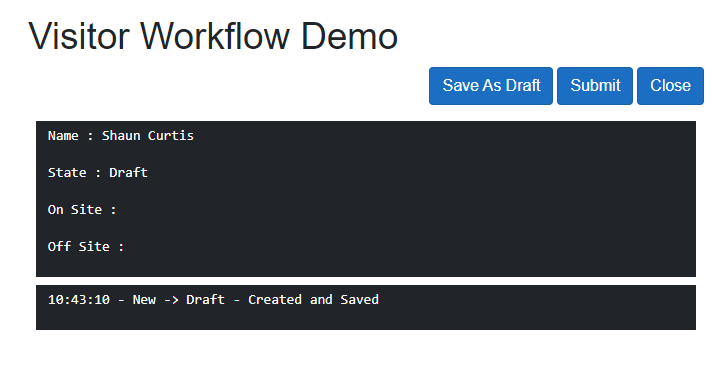 Visitor Workflow Demo
Save As Draft Submit Close
Name : Shaun Curtis
State : Draft
On Site :
Off Site :
10:43:10 - New -> Draft - Created and Saved